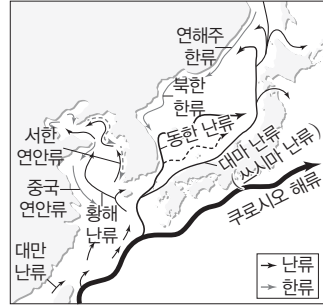 연해주
한류
북한
한류
동한 난류
대마 난류
(쓰시마 난류)
쿠로시오 해류
서한
연안류
중국
연안류
황해
난류
대만
난류
난류
한류